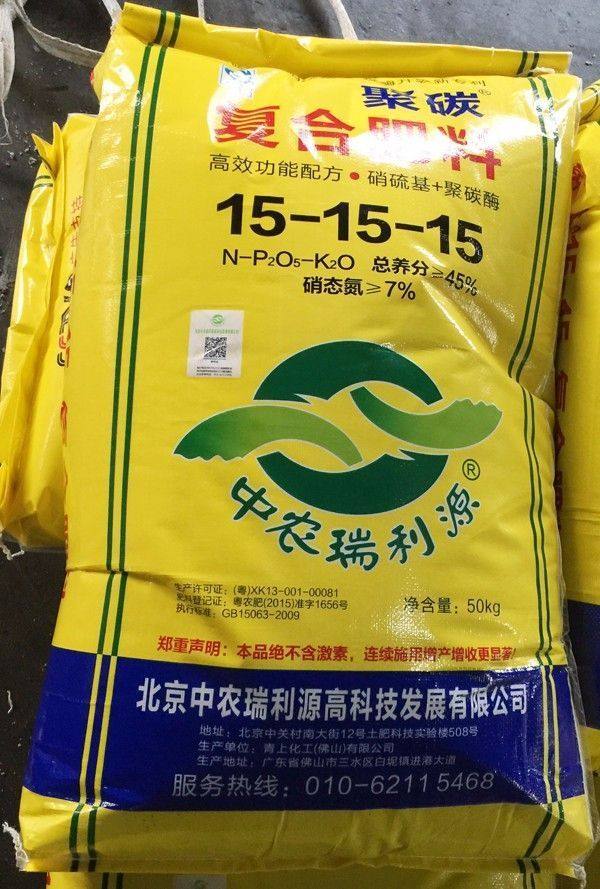 聚碳®
复合肥料
高效功能配方•硝硫基+聚碳酶
15-15-15
N-P₂O₅-K₂O 总养分≥45%
硝态氮≥7%
中农瑞利源®
生产许可证：(粤)XK13-001-00081
肥料登记证：粤农肥(2015)准字1656号
执行标准：GB15063-2009
净含量：50kg
郑重声明：本品绝不含激素，连续施用增产增收更显著
北京中农瑞利源高科技发展有限公司
地址：北京中关村南大街12号土肥科技实验楼508号
生产单位：青上化工(佛山)有限公司
生产地址：广东省佛山市三水区白坭镇进港大道
服务热线：010-62115468